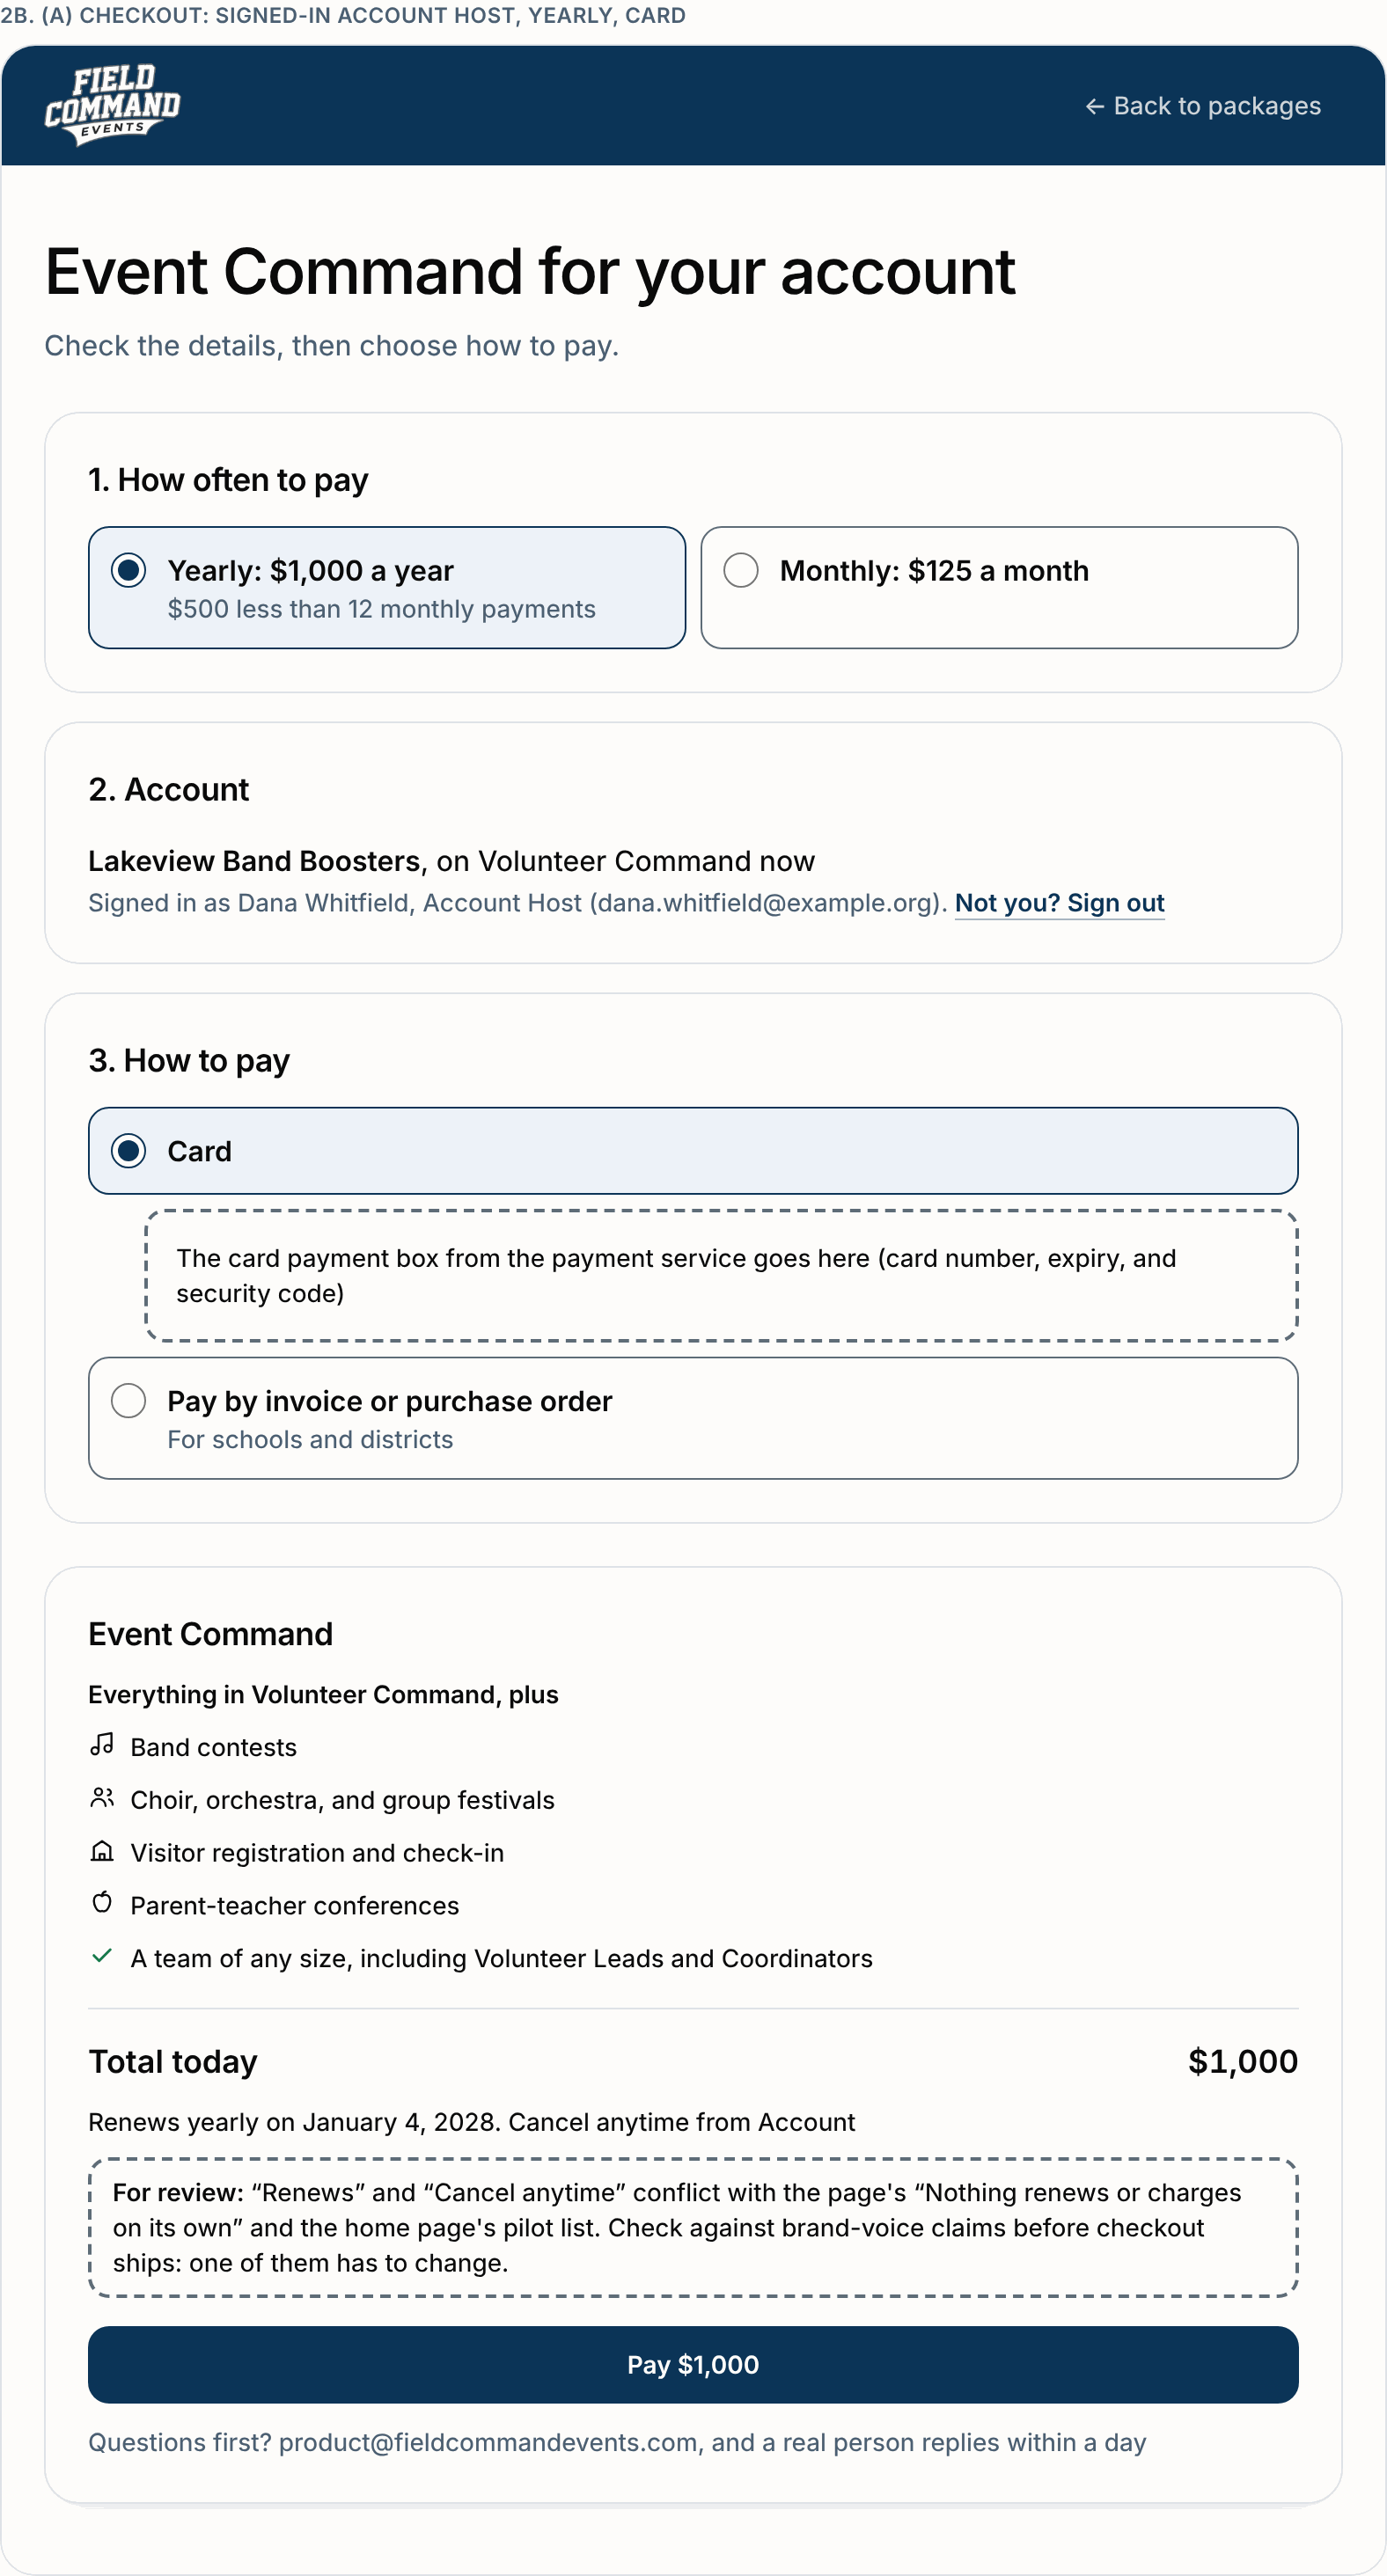 2B. (A) CHECKOUT: SIGNED-IN ACCOUNT HOST, YEARLY, CARD
FIELD
COMMAND
EVENTS
← Back to packages
Event Command for your account
Check the details, then choose how to pay.
1. How often to pay
Yearly: $1,000 a year
$500 less than 12 monthly payments
Monthly: $125 a month
2. Account
Lakeview Band Boosters, on Volunteer Command now
Signed in as Dana Whitfield, Account Host (dana.whitfield@example.org). Not you? Sign out
3. How to pay
Card
The card payment box from the payment service goes here (card number, expiry, and
security code)
Pay by invoice or purchase order
For schools and districts
Event Command
Everything in Volunteer Command, plus
Band contests
Choir, orchestra, and group festivals
Visitor registration and check-in
Parent-teacher conferences
A team of any size, including Volunteer Leads and Coordinators
Total today $1,000
Renews yearly on January 4, 2028. Cancel anytime from Account
For review: “Renews” and “Cancel anytime” conflict with the page's “Nothing renews or charges
on its own” and the home page's pilot list. Check against brand-voice claims before checkout
ships: one of them has to change.
Pay $1,000
Questions first? product@fieldcommandevents.com, and a real person replies within a day